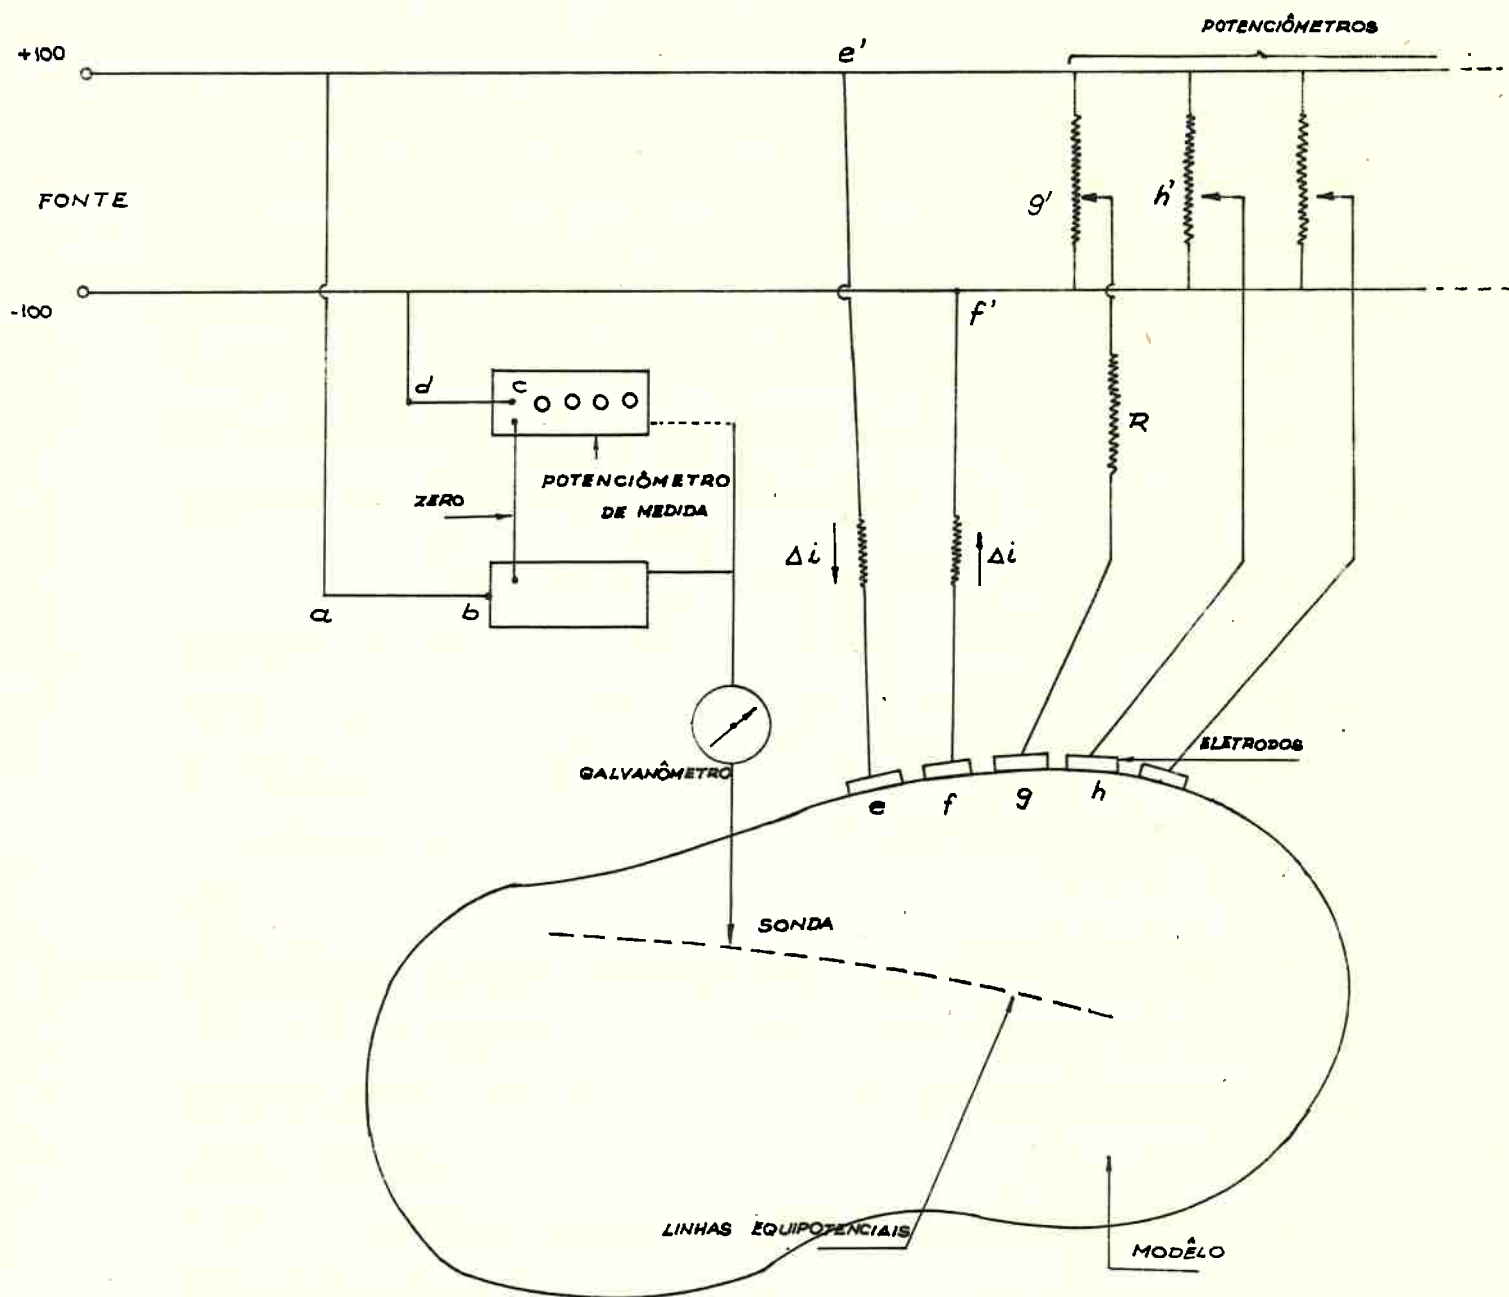 POTENCIÔMETROS
+100
e'
FONTE
g'
h'
-100
f'
d
c
R
POTENCIÔMETRO
DE MEDIDA
ZERO
Δi
Δi
a
b
ELETRODOS
GALVANÔMETRO
e
f
g
h
SONDA
LINHAS EQUIPOTENCIAIS
MODÊLO